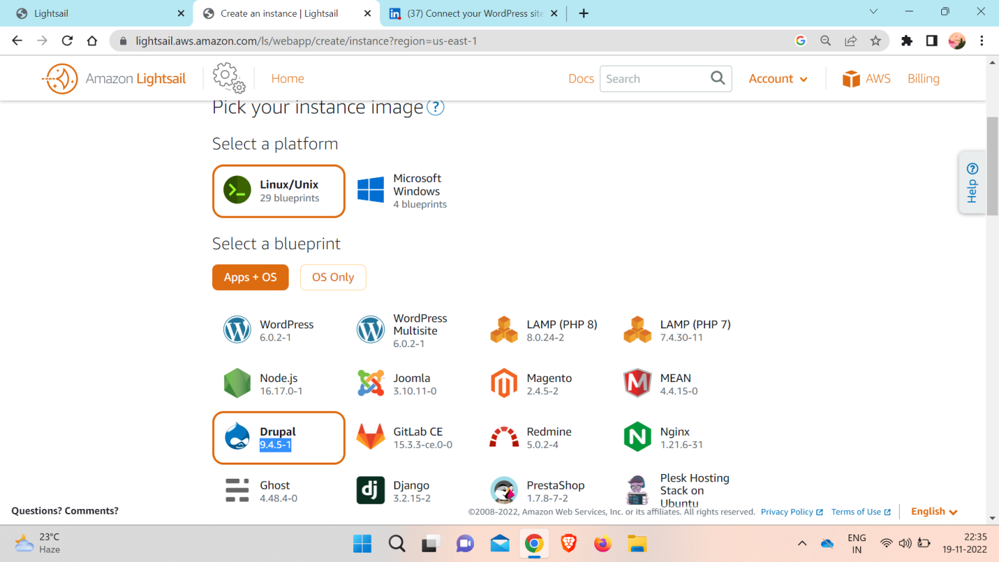 Lightsail
Create an instance | Lightsail
in
(37) Connect your WordPress site
lightsail.aws.amazon.com/ls/webapp/create/instance?region=us-east-1
Amazon Lightsail
Home
Docs
Search
Account
AWS
Billing
Pick your instance image ?
Select a platform
Linux/Unix
29 blueprints
Microsoft
Windows
4 blueprints
Help ?
Select a blueprint
Apps + OS
OS Only
WordPress
6.0.2-1
WordPress
Multisite
6.0.2-1
LAMP (PHP 8)
8.0.24-2
LAMP (PHP 7)
7.4.30-11
Node.js
16.17.0-1
Joomla
3.10.11-0
Magento
2.4.5-2
MEAN
4.4.15-0
Drupal
9.4.5-1
GitLab CE
15.3.3-ce.0-0
Redmine
5.0.2-4
Nginx
1.21.6-31
Ghost
4.48.4-0
dj
Django
3.2.15-2
PrestaShop
1.7.8-7-2
Plesk Hosting
Stack on
Ubuntu
Questions? Comments?
©2008-2022, Amazon Web Services, Inc. or its affiliates. All rights reserved.
Privacy Policy
Terms of Use
English
23°C
Haze
ENG
IN
22:35
19-11-2022